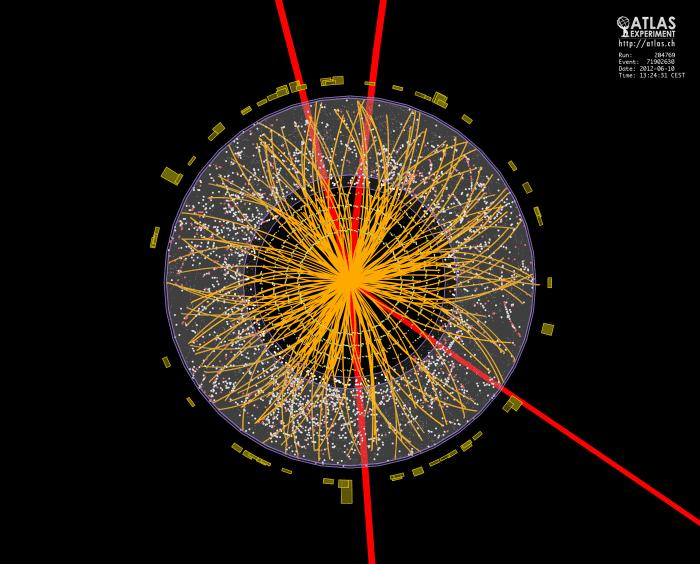 ATLAS
EXPERIMENT
http://atlas.ch
Run: 204769
Event: 71902630
Date: 2012-06-10
Time: 13:24:31 CEST